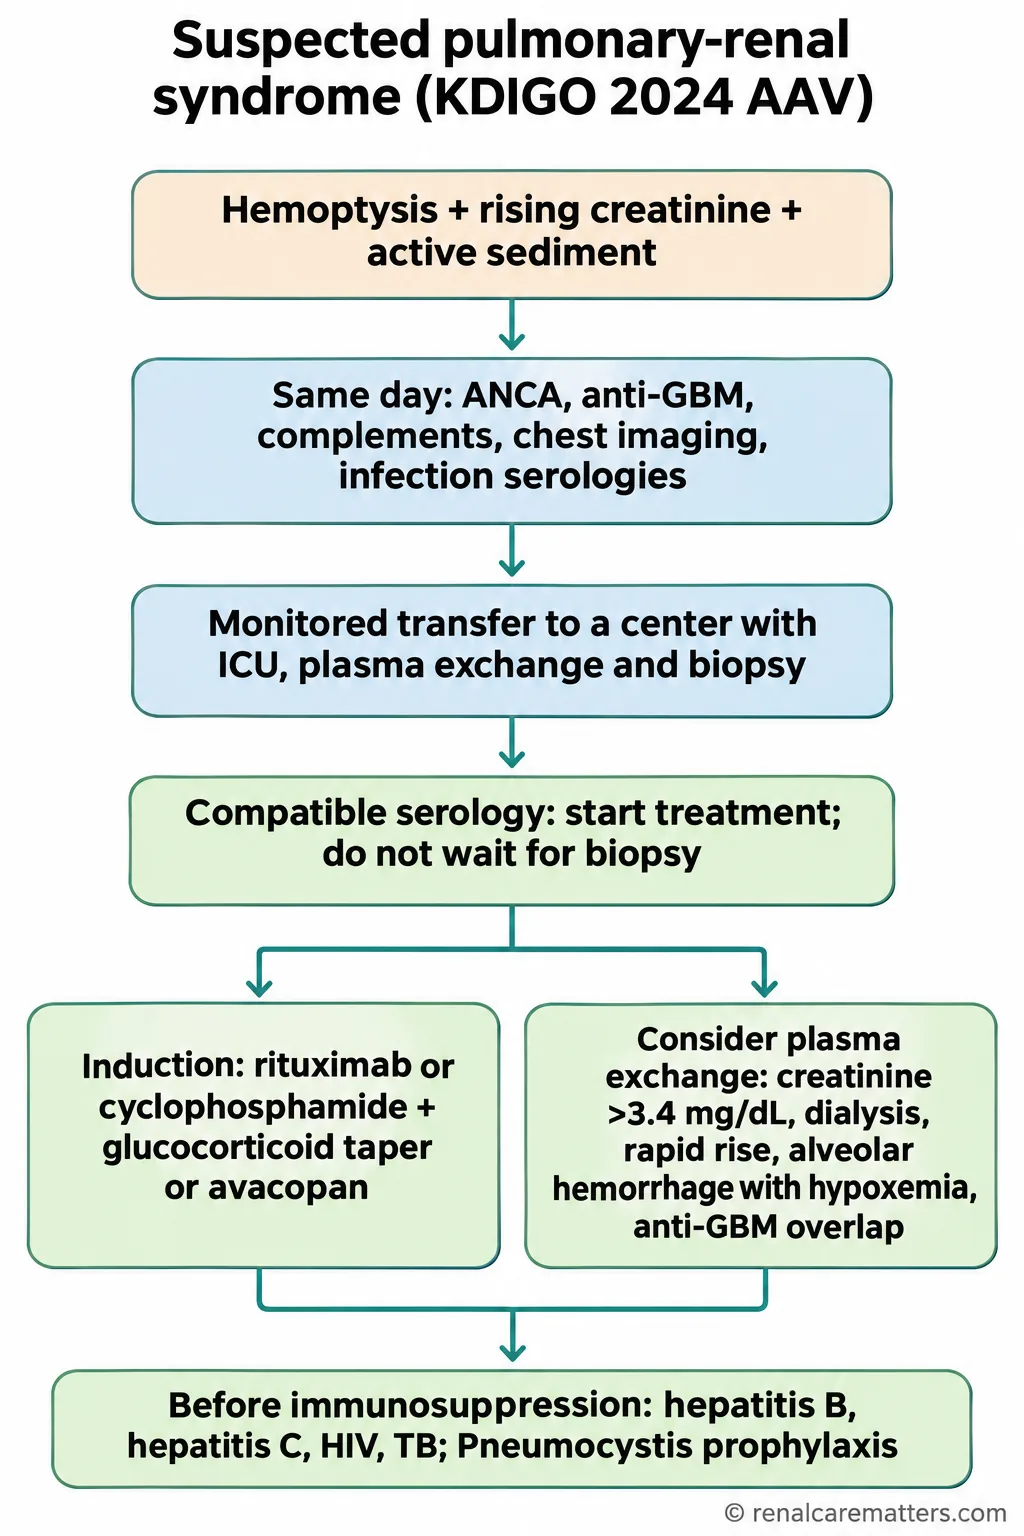 Suspected pulmonary-renal
syndrome (KDIGO 2024 AAV)
Hemoptysis + rising creatinine +
active sediment
Same day: ANCA, anti-GBM,
complements, chest imaging,
infection serologies
Monitored transfer to a center with
ICU, plasma exchange and biopsy
Compatible serology: start treatment;
do not wait for biopsy
Induction: rituximab or
cyclophosphamide +
glucocorticoid taper
or avacopan
Consider plasma
exchange: creatinine
>3.4 mg/dL, dialysis,
rapid rise, alveolar
hemorrhage with hypoxemia,
anti-GBM overlap
Before immunosuppression: hepatitis B,
hepatitis C, HIV, TB; Pneumocystis prophylaxis
© renalcarematters.com